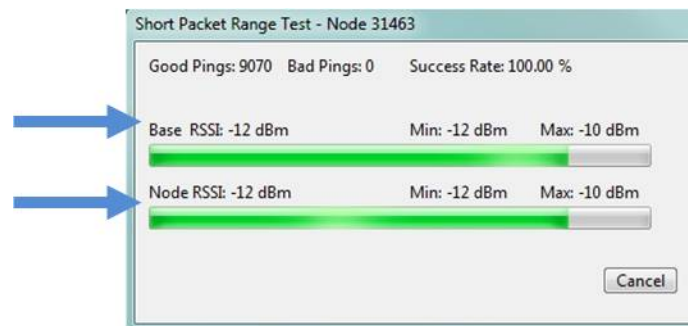 Short Packet Range Test - Node 31463
Good Pings: 9070 Bad Pings: 0 Success Rate: 100.00 %
Base RSSI: -12 dBm Min: -12 dBm Max: -10 dBm
Node RSSI: -12 dBm Min: -12 dBm Max: -10 dBm
Cancel